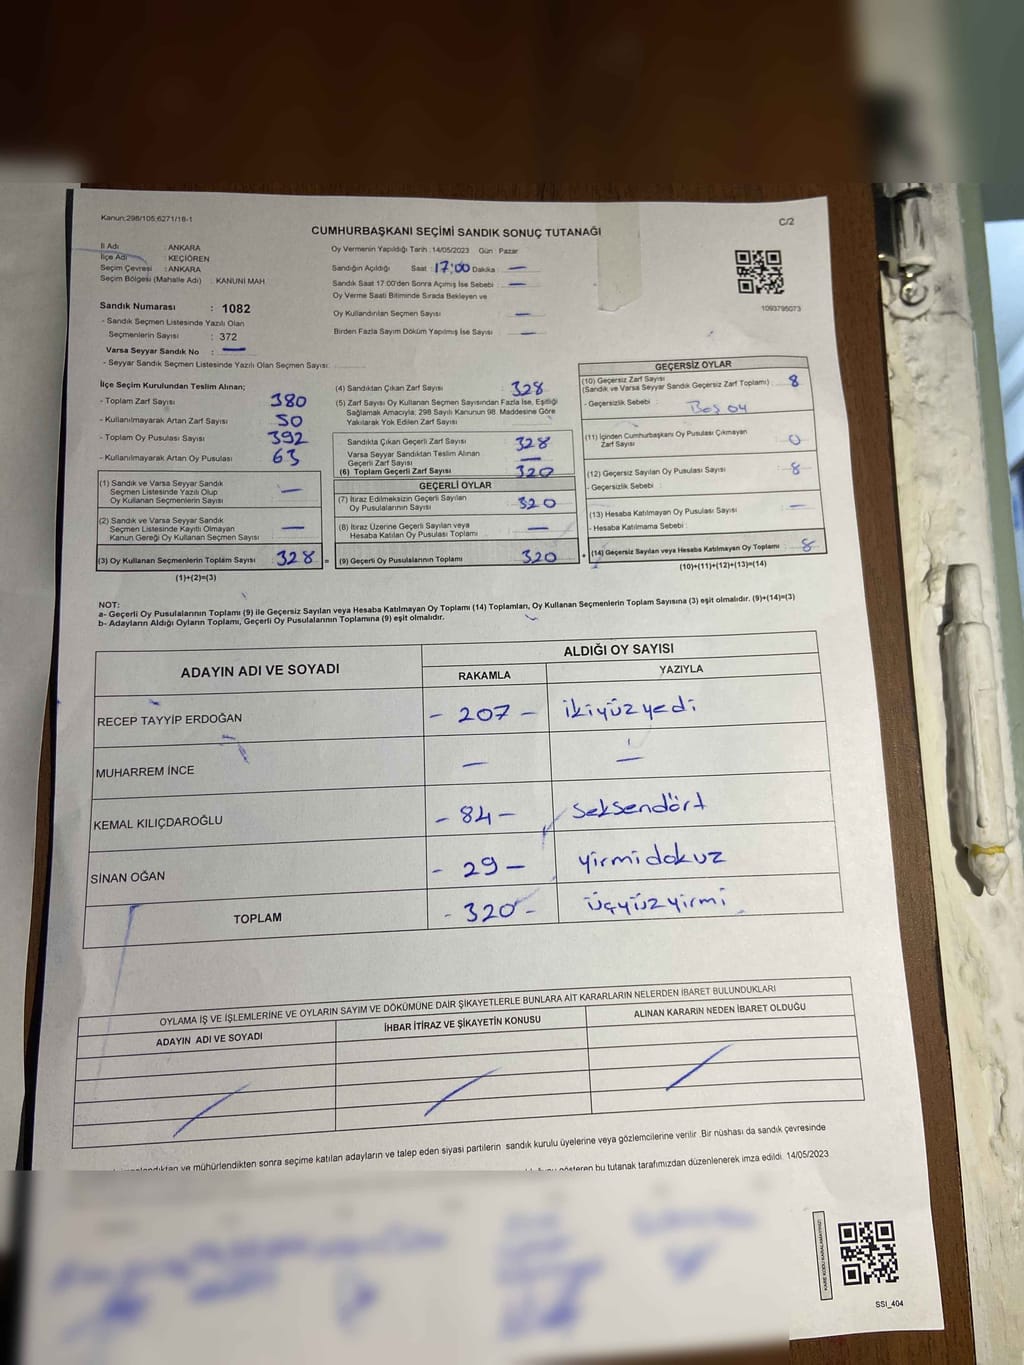 Kanun:298/105;6271/18-1
C/2
CUMHURBAŞKANI SEÇİMİ SANDIK SONUÇ TUTANAĞI
İl Adı : ANKARA
İlçe Adı : KEÇİÖREN
Seçim Çevresi : ANKARA
Seçim Bölgesi (Mahalle Adı) : KANUNİ MAH
Oy Vermenin Yapıldığı Tarih :14/05/2023 Gün : Pazar
Sandığın Açıldığı Saat : 17:00 Dakika : —
Sandık Saat 17.00'den Sonra Açımış İse Sebebi : —
Oy Verme Saati Bitiminde Sırada Bekleyen ve
Oy Kullandırılan Seçmen Sayısı : —
Birden Fazla Sayım Döküm Yapılmış İse Sayısı : —
1093795073
Sandık Numarası : 1082
- Sandık Seçmen Listesinde Yazılı Olan
Seçmenlerin Sayısı : 372
Varsa Seyyar Sandık No : —
- Seyyar Sandık Seçmen Listesinde Yazılı Olan Seçmen Sayısı:
İlçe Seçim Kurulundan Teslim Alınan;
- Toplam Zarf Sayısı : 380
- Kullanılmayarak Artan Zarf Sayısı : 50
- Toplam Oy Pusulası Sayısı : 392
- Kullanılmayarak Artan Oy Pusulası : 63
(1) Sandık ve Varsa Seyyar Sandık
Seçmen Listesinde Yazılı Olup
Oy Kullanan Seçmenlerin Sayısı : —
(2) Sandık ve Varsa Seyyar Sandık
Seçmen Listesinde Kayıtlı Olmayan
Kanun Gereği Oy Kullanan Seçmen Sayısı : —
(3) Oy Kullanan Seçmenlerin Toplam Sayısı : 328 =
(1)+(2)=(3)
(4) Sandıktan Çıkan Zarf Sayısı : 328
(5) Zarf Sayısı Oy Kullanan Seçmen Sayısından Fazla İse, Eşitliği
Sağlamak Amacıyla; 298 Sayılı Kanunun 98. Maddesine Göre
Yakılarak Yok Edilen Zarf Sayısı :
Sandıkta Çıkan Geçerli Zarf Sayısı : 328
Varsa Seyyar Sandıktan Teslim Alınan
Geçerli Zarf Sayısı : —
(6) Toplam Geçerli Zarf Sayısı : 320
GEÇERLİ OYLAR
(7) İtiraz Edilmeksizin Geçerli Sayılan
Oy Pusulalarının Sayısı : 320
(8) İtiraz Üzerine Geçerli Sayılan veya
Hesaba Katılan Oy Pusulası Toplamı : —
(9) Geçerli Oy Pusulalarının Toplamı : 320 +
GEÇERSİZ OYLAR
(10) Geçersiz Zarf Sayısı
(Sandık ve Varsa Seyyar Sandık Geçersiz Zarf Toplamı) : 8
- Geçersizlik Sebebi : Boş oy
(11) İçinden Cumhurbaşkanı Oy Pusulası Çıkmayan
Zarf Sayısı : 0
(12) Geçersiz Sayılan Oy Pusulası Sayısı : 8
- Geçersizlik Sebebi :
(13) Hesaba Katılmayan Oy Pusulası Sayısı : —
- Hesaba Katılmama Sebebi :
(14) Geçersiz Sayılan veya Hesaba Katılmayan Oy Toplamı : 8
(10)+(11)+(12)+(13)=(14)
NOT:
a- Geçerli Oy Pusulalarının Toplamı (9) ile Geçersiz Sayılan veya Hesaba Katılmayan Oy Toplamı (14) Toplamları, Oy Kullanan Seçmenlerin Toplam Sayısına (3) eşit olmalıdır. (9)+(14)=(3)
b- Adayların Aldığı Oyların Toplamı, Geçerli Oy Pusulalarının Toplamına (9) eşit olmalıdır.
ADAYIN ADI VE SOYADI
ALDIĞI OY SAYISI
RAKAMLA YAZIYLA
RECEP TAYYİP ERDOĞAN - 207 - ikiyüzyedi
MUHARREM İNCE — —
KEMAL KILIÇDAROĞLU - 84 - seksendört
SİNAN OĞAN - 29 - yirmidokuz
TOPLAM - 320 - üçyüzyirmi
OYLAMA İŞ VE İŞLEMLERİNE VE OYLARIN SAYIM VE DÖKÜMÜNE DAİR ŞİKAYETLERLE BUNLARA AİT KARARLARIN NELERDEN İBARET BULUNDUKLARI
ADAYIN ADI VE SOYADI İHBAR İTİRAZ VE ŞİKAYETİN KONUSU ALINAN KARARIN NEDEN İBARET OLDUĞU
ve mühürlendikten sonra seçime katılan adayların ve talep eden siyasi partilerin sandık kurulu üyelerine veya gözlemcilerine verilir. Bir nüshası da sandık çevresinde
gösteren bu tutanak tarafımızdan düzenlenerek imza edildi. 14/05/2023
SSI_404